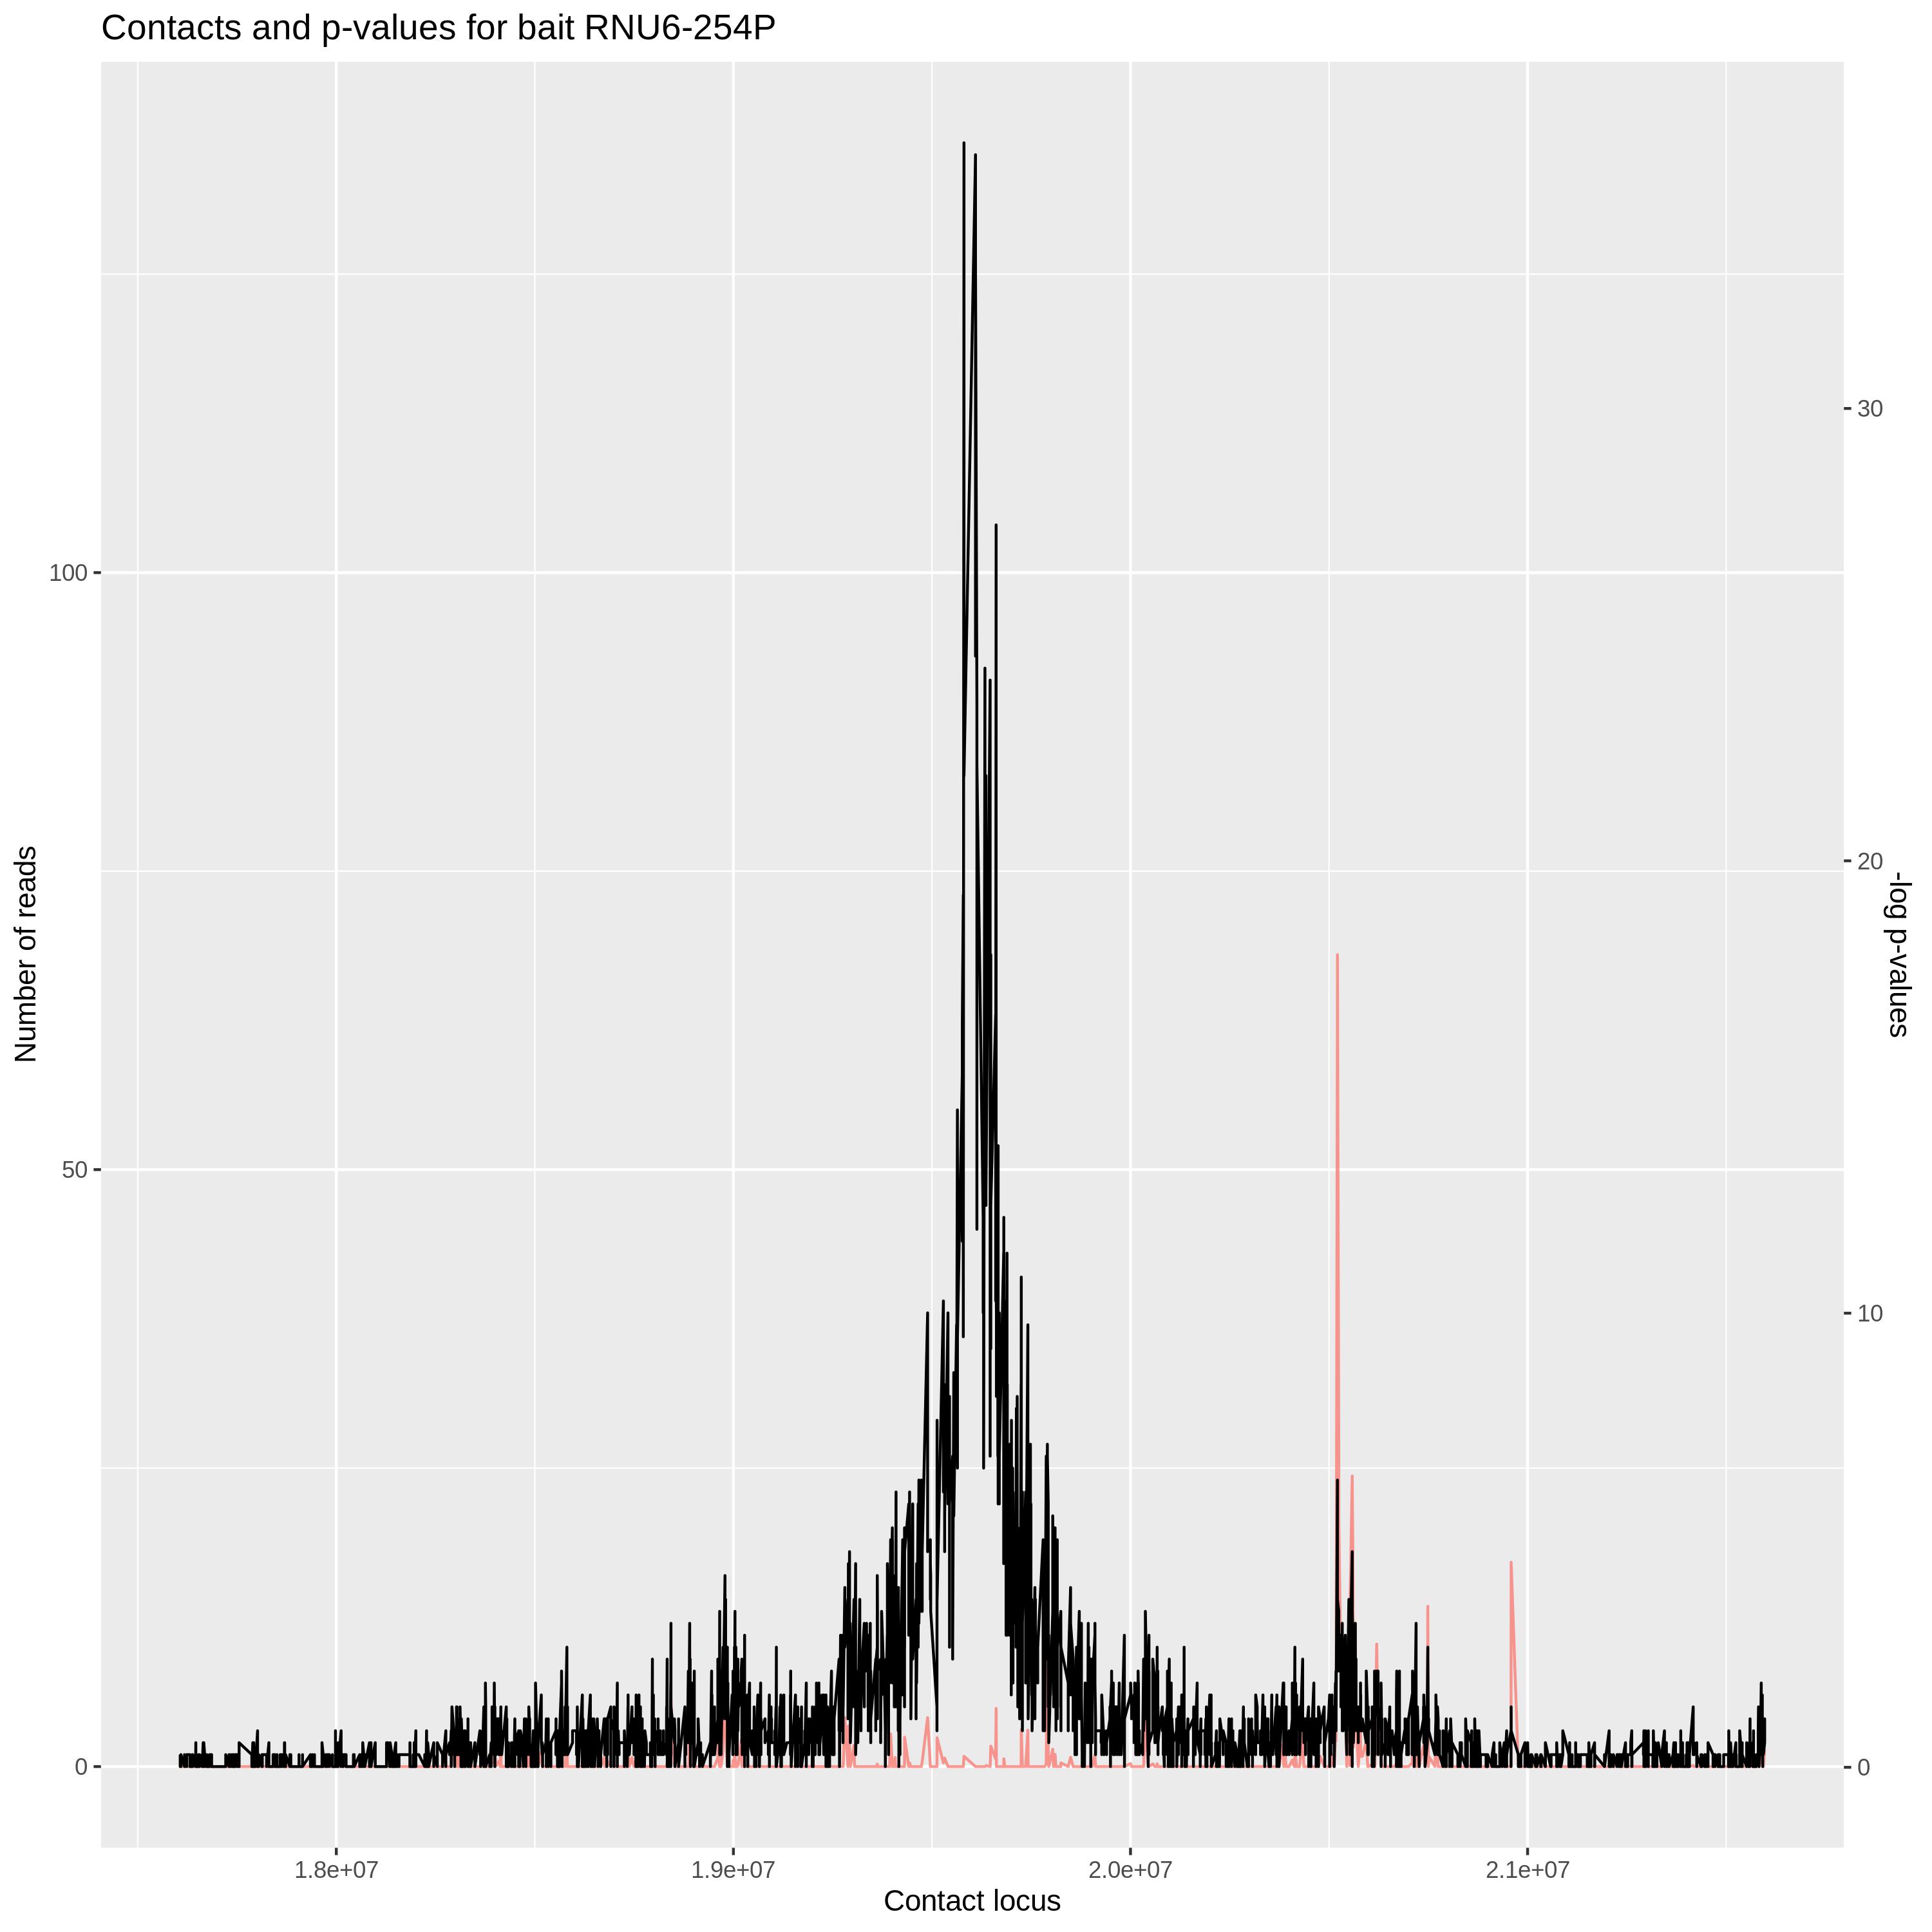 Contacts and p-values for bait RNU6-254P
Number of reads
100
50
0
30
20
10
0
-log p-values
1.8e+07 1.9e+07 2.0e+07 2.1e+07
Contact locus